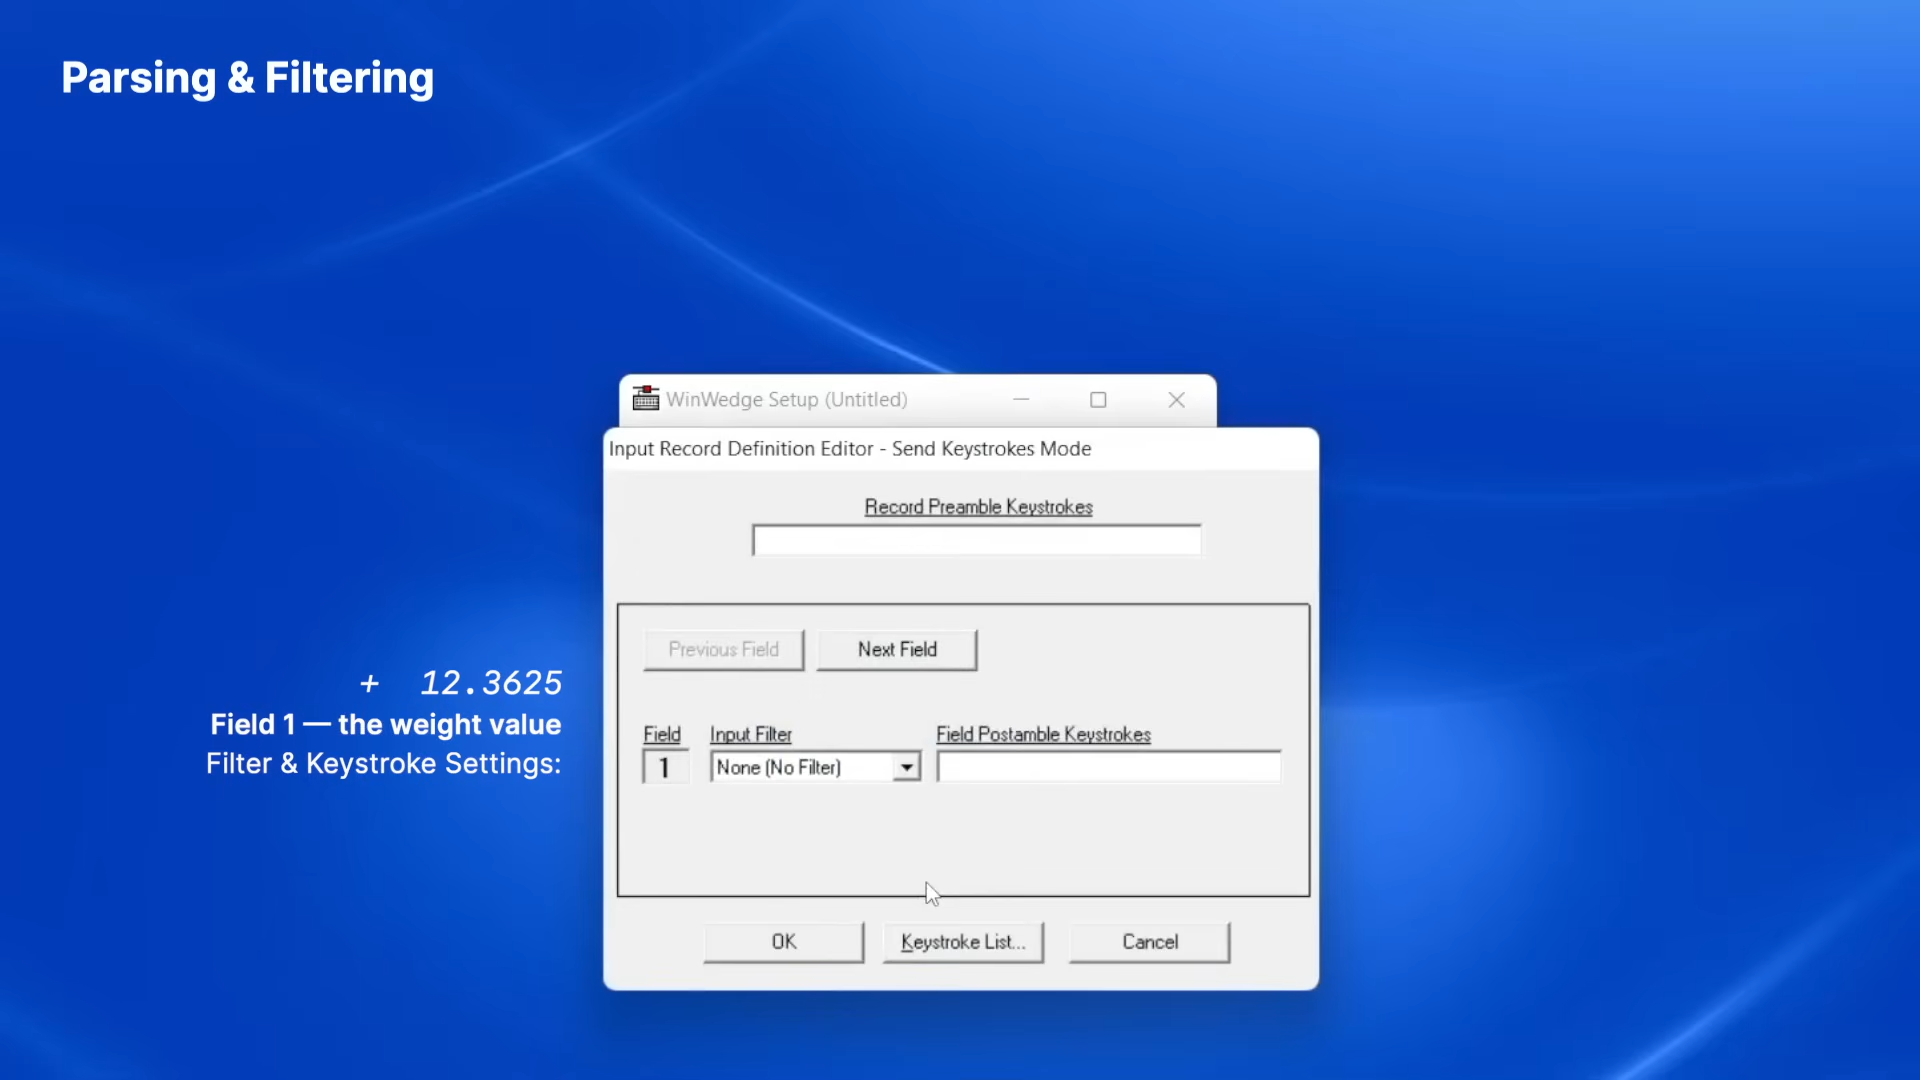 Parsing & Filtering
WinWedge Setup (Untitled)
Input Record Definition Editor - Send Keystrokes Mode
Record Preamble Keystrokes
Previous Field
Next Field
+ 12.3625
Field 1 — the weight value
Filter & Keystroke Settings:
Field
Input Filter
Field Postamble Keystrokes
1
None (No Filter)
OK
Keystroke List...
Cancel